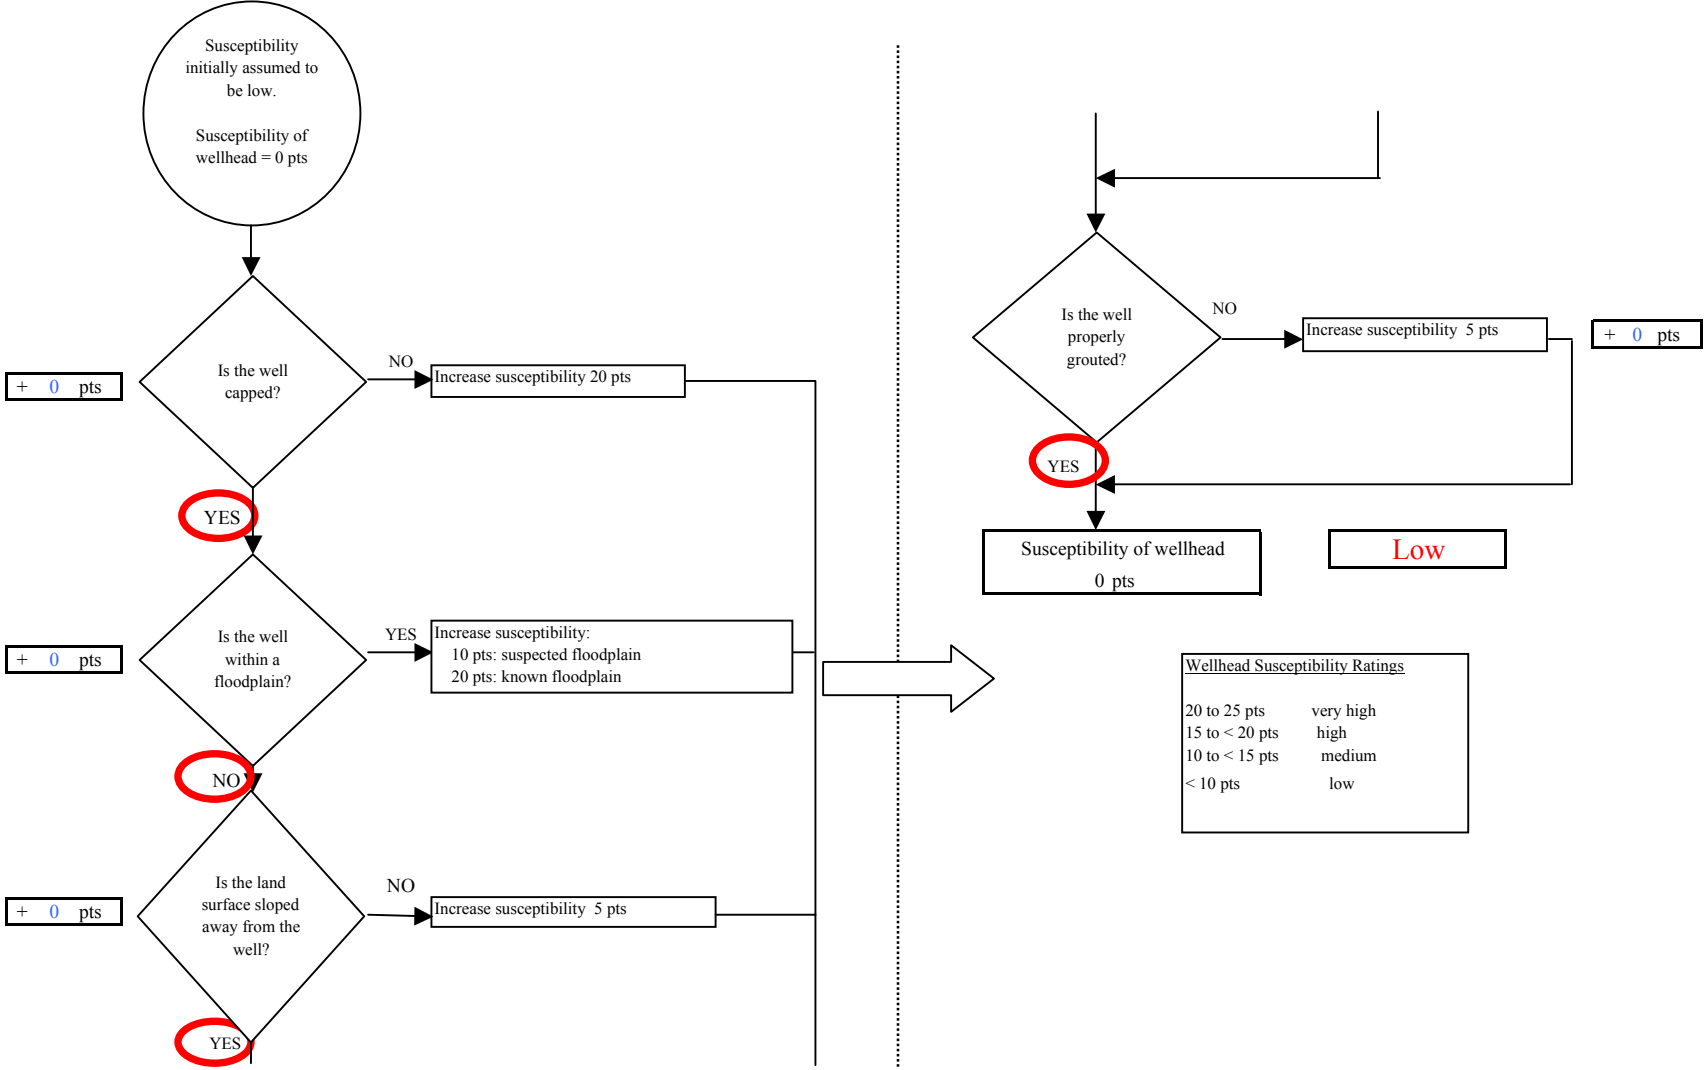 Susceptibility
initially assumed to
be low.
Susceptibility of
wellhead = 0 pts
Is the well
capped?
NO
Increase susceptibility 20 pts
+ 0 pts
YES
Is the well
within a
floodplain?
YES
Increase susceptibility:
10 pts: suspected floodplain
20 pts: known floodplain
+ 0 pts
NO
Is the land
surface sloped
away from the
well?
NO
Increase susceptibility 5 pts
+ 0 pts
YES
Is the well
properly
grouted?
NO
Increase susceptibility 5 pts
+ 0 pts
YES
Susceptibility of wellhead
0 pts
Low
Wellhead Susceptibility Ratings
20 to 25 pts very high
15 to < 20 pts high
10 to < 15 pts medium
< 10 pts low